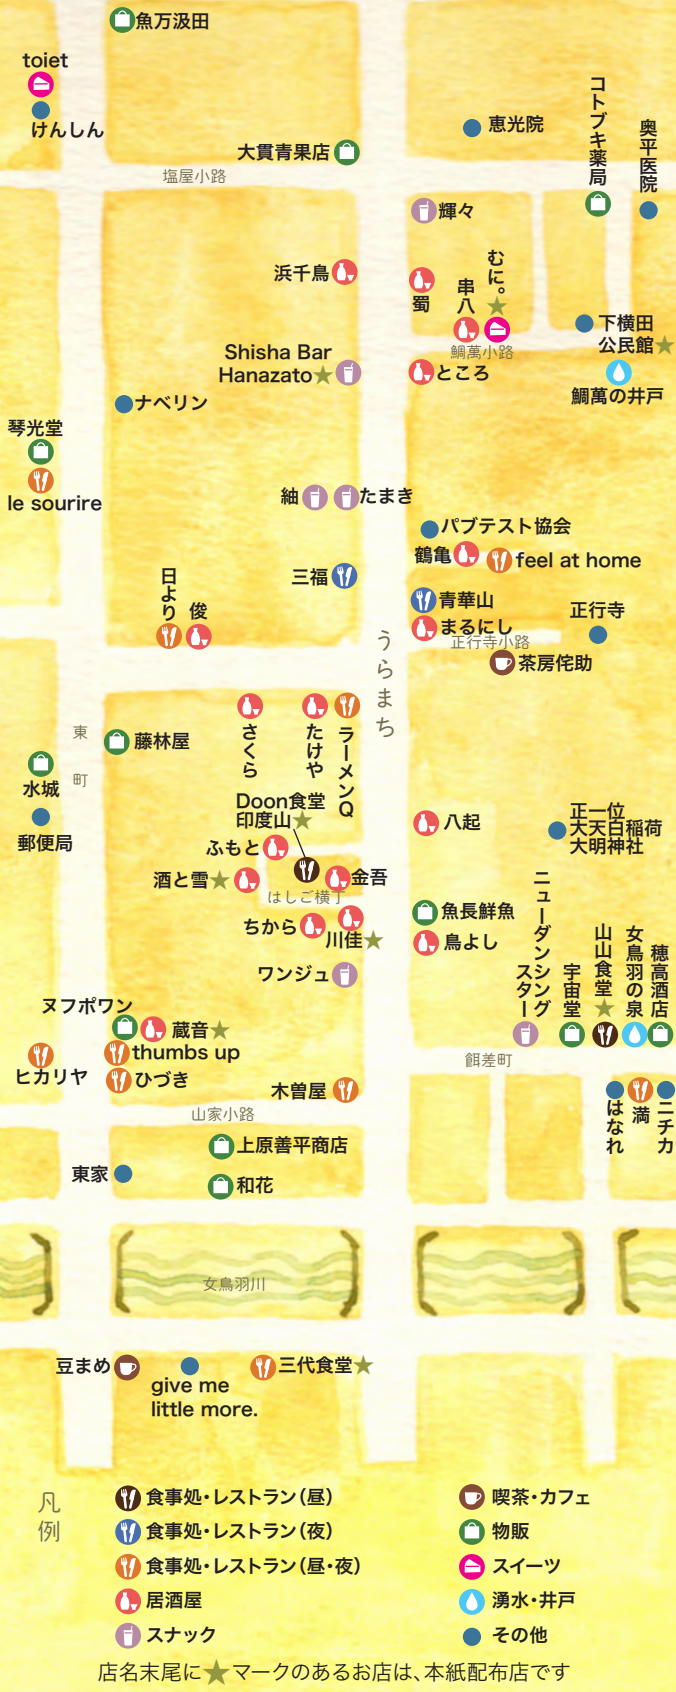 魚万汲田
toiet
けんしん
恵光院
コトブキ薬局
奥平医院
大貫青果店
塩屋小路
輝々
浜千鳥
蜀
串八
むに。★
下横田
公民館★
鯛萬小路
Shisha Bar
Hanazato★
ところ
鯛萬の井戸
ナベリン
琴光堂
le sourire
紬
たまき
パブテスト協会
鶴亀
feel at home
三福
日より
俊
青華山
まるにし
正行寺
正行寺小路
茶房侘助
うらまち
東町
藤林屋
さくら
たけや
ラーメンQ
水城
郵便局
Doon食堂
印度山★
八起
正一位
大天白稲荷
大明神社
ふもと
酒と雪★
金吾
はしご横丁
ちから
川佳★
魚長鮮魚
鳥よし
ワンジュ
ニューダンシング
スター
宇宙堂
山山食堂★
女鳥羽の泉
穂高酒店
ヌフポワン
蔵音★
thumbs up
ヒカリヤ
ひづき
木曽屋
餌差町
はなれ
満
ニチカ
山家小路
上原善平商店
東家
和花
女鳥羽川
豆まめ
give me
little more.
三代食堂★
凡例
食事処・レストラン(昼)
食事処・レストラン(夜)
食事処・レストラン(昼・夜)
居酒屋
スナック
喫茶・カフェ
物販
スイーツ
湧水・井戸
その他
店名末尾に★マークのあるお店は、本紙配布店です